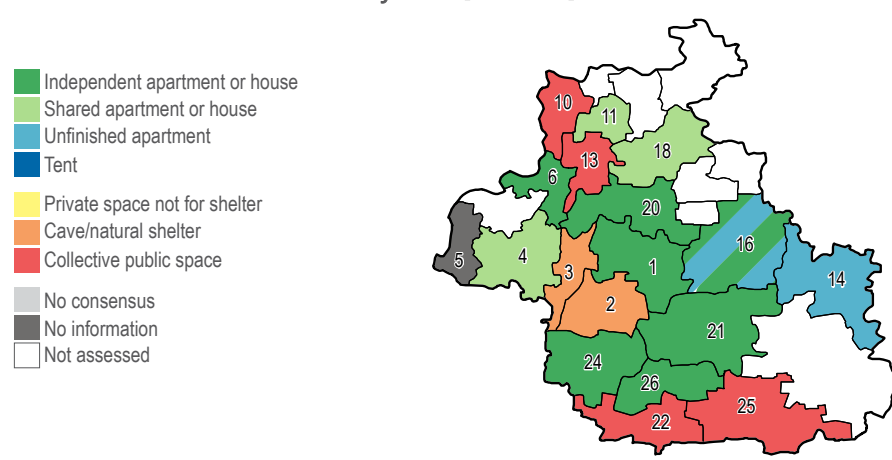 Independent apartment or house
Shared apartment or house
Unfinished apartment
Tent
Private space not for shelter
Cave/natural shelter
Collective public space
No consensus
No information
Not assessed
10
11
13
18
6
20
16
5
4
3
1
14
2
21
24
26
25
22